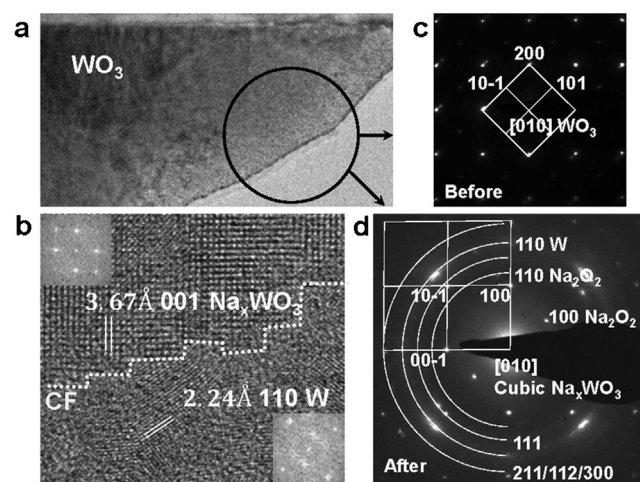 a
WO₃
b
3.67Å 001 NaₓWO₃
CF
2.24Å 110 W
c
200
10-1 101
[010] WO₃
Before
d
110 W
110 Na₂O₂
10-1 100
100 Na₂O₂
00-1 [010]
Cubic NaₓWO₃
111
After
211/112/300